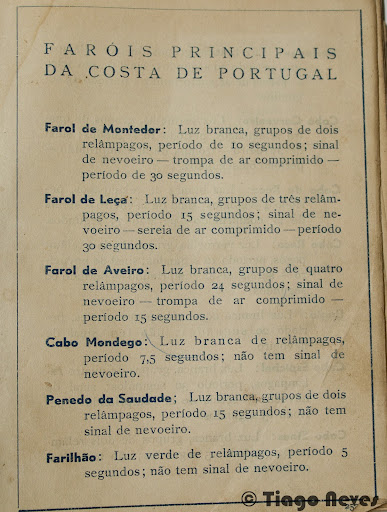 FARÓIS PRINCIPAIS
DA COSTA DE PORTUGAL
Farol de Montedor: Luz branca, grupos de dois
relâmpagos, período de 10 segundos; sinal
de nevoeiro — trompa de ar comprimido —
período de 30 segundos.
Farol de Leça: Luz branca, grupos de três relâm-
pagos, período 15 segundos; sinal de ne-
voeiro — sereia de ar comprimido — período
30 segundos.
Farol de Aveiro: Luz branca, grupos de quatro
relâmpagos, período 24 segundos; sinal de
nevoeiro — trompa de ar comprimido —
período 15 segundos.
Cabo Mondego: Luz branca de relâmpagos,
período 7,5 segundos; não tem sinal de
nevoeiro.
Penedo da Saudade; Luz branca, grupos de dois
relâmpagos, período 15 segundos; não tem
sinal de nevoeiro.
Farilhão: Luz verde de relâmpagos, período 5
segundos; não tem sinal de nevoeiro.
© Tiago Neves